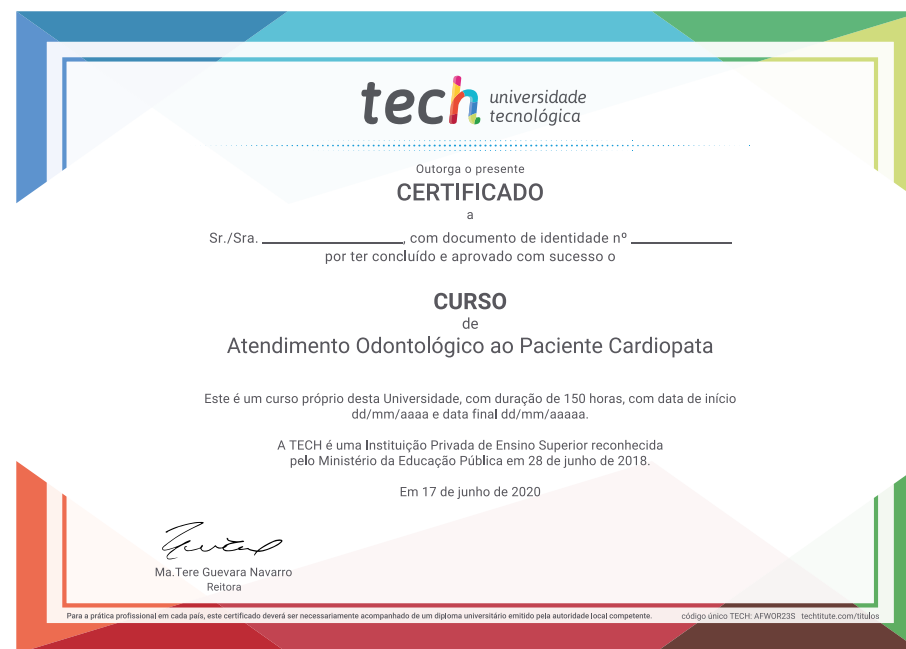 tech universidade
tecnológica
Outorga o presente
CERTIFICADO
a
Sr./Sra. ________________, com documento de identidade nº ____________
por ter concluído e aprovado com sucesso o
CURSO
de
Atendimento Odontológico ao Paciente Cardiopata
Este é um curso próprio desta Universidade, com duração de 150 horas, com data de início
dd/mm/aaaa e data final dd/mm/aaaaa.
A TECH é uma Instituição Privada de Ensino Superior reconhecida
pelo Ministério da Educação Pública em 28 de junho de 2018.
Em 17 de junho de 2020
Ma.Tere Guevara Navarro
Reitora
Para a prática profissional em cada país, este certificado deverá ser necessariamente acompanhado de um diploma universitário emitido pela autoridade local competente. código único TECH: AFWOR23S techtitute.com/titulos